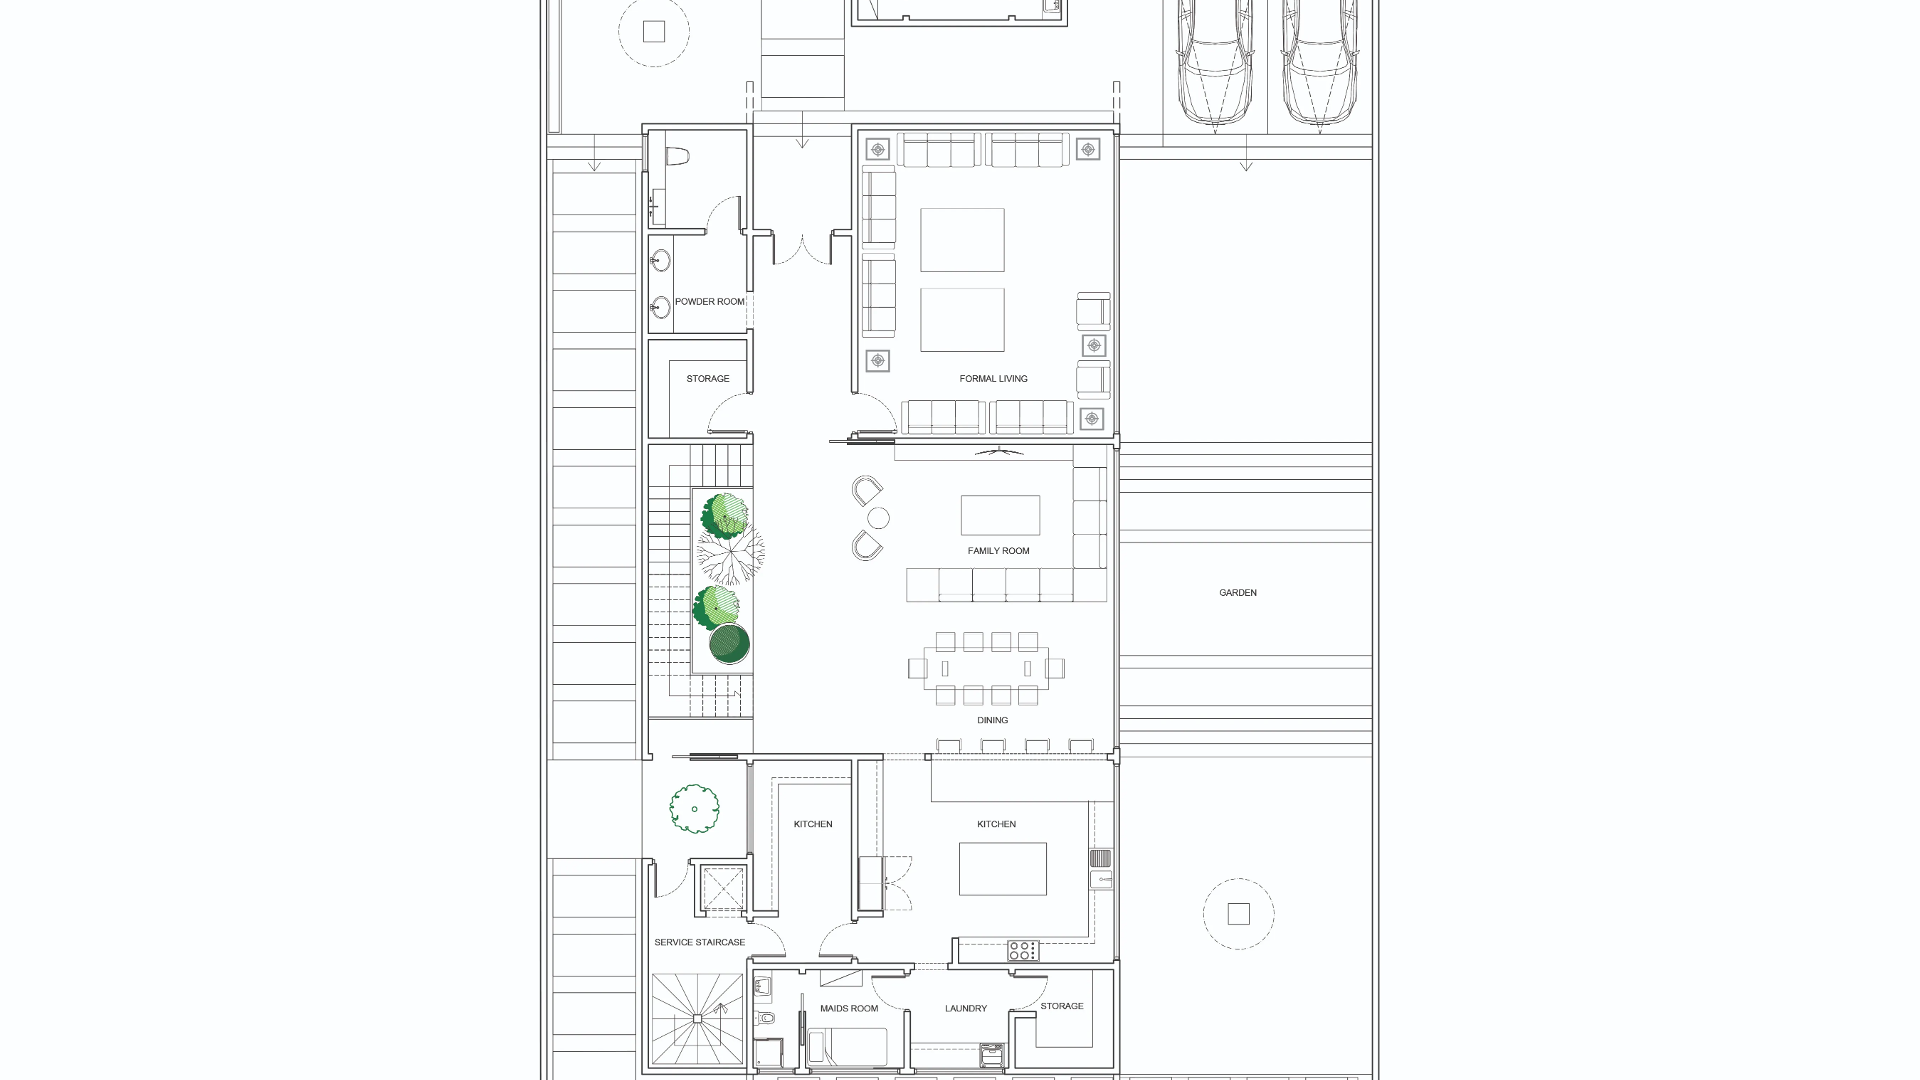 POWDER ROOM
STORAGE
FORMAL LIVING
FAMILY ROOM
GARDEN
DINING
KITCHEN
KITCHEN
SERVICE STAIRCASE
MAIDS ROOM
LAUNDRY
STORAGE